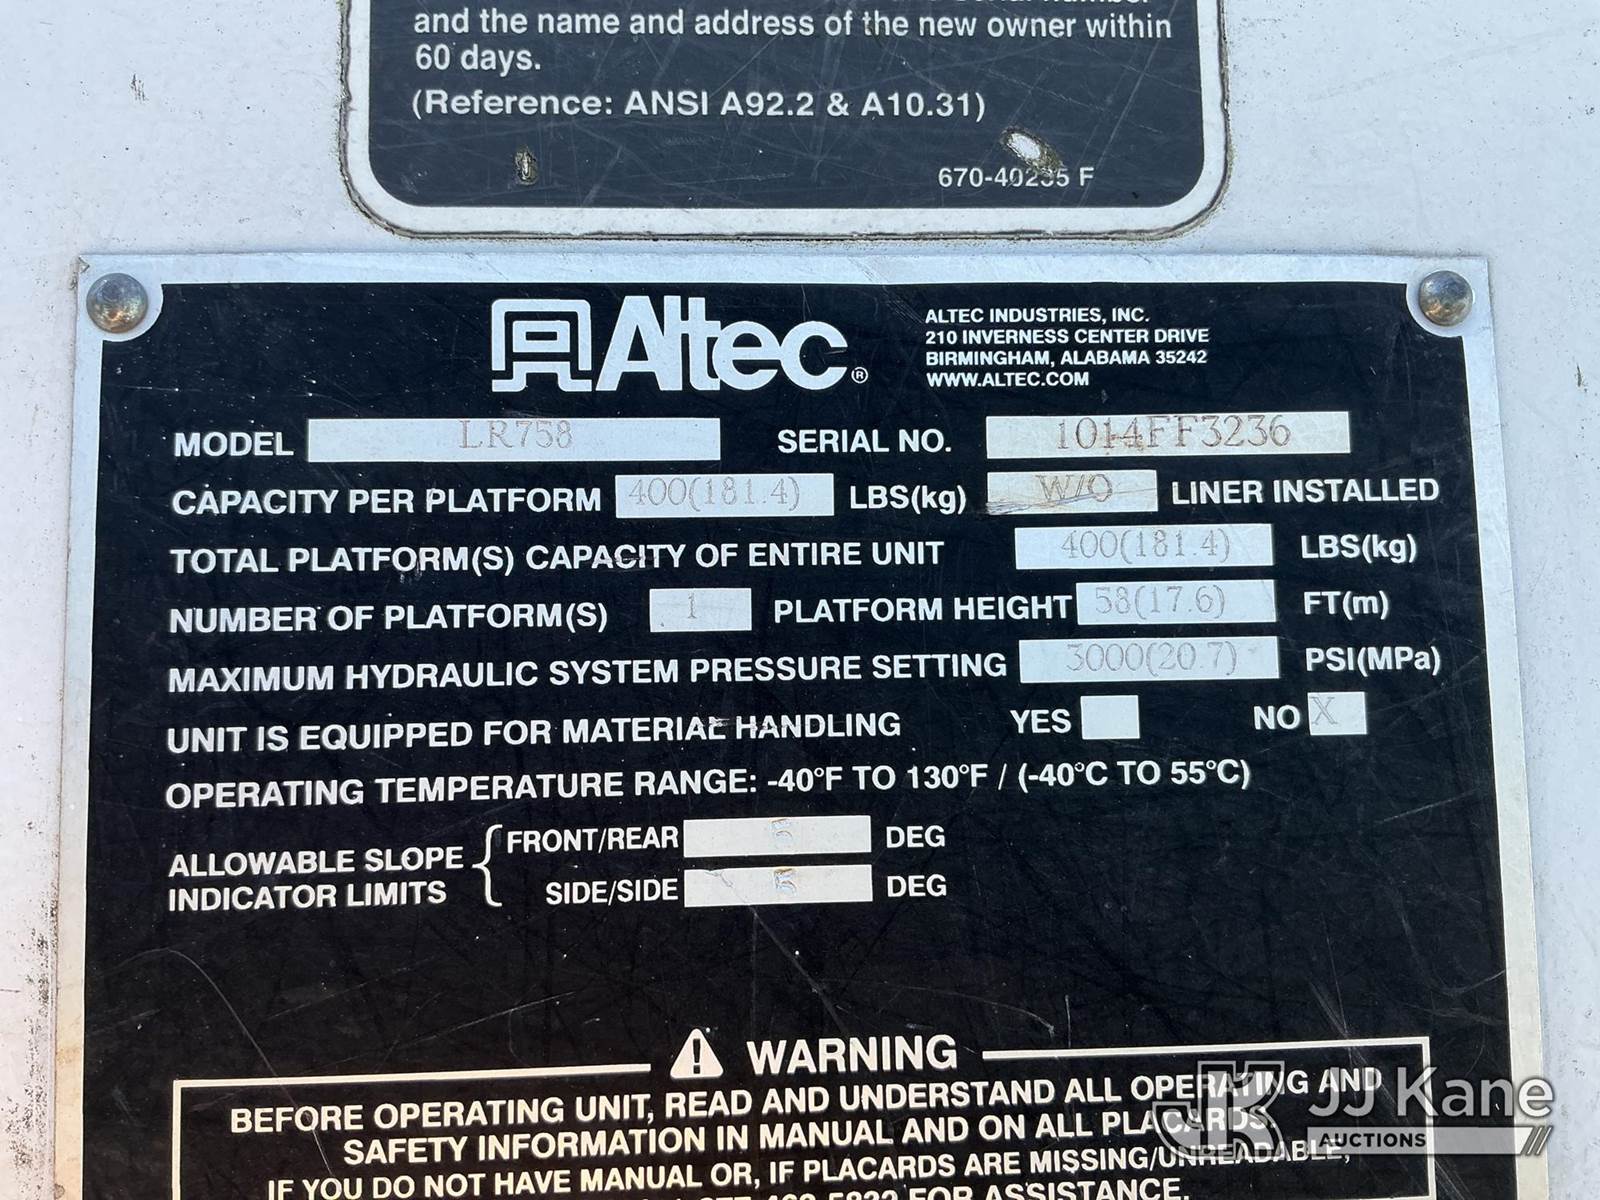 and the name and address of the new owner within
60 days.
(Reference: ANSI A92.2 & A10.31)
670-40235 F
Altec®
ALTEC INDUSTRIES, INC.
210 INVERNESS CENTER DRIVE
BIRMINGHAM, ALABAMA 35242
WWW.ALTEC.COM
MODEL LR758 SERIAL NO. 1014FF3236
CAPACITY PER PLATFORM 400(181.4) LBS(kg) W/O LINER INSTALLED
TOTAL PLATFORM(S) CAPACITY OF ENTIRE UNIT 400(181.4) LBS(kg)
NUMBER OF PLATFORM(S) 1 PLATFORM HEIGHT 58(17.6) FT(m)
MAXIMUM HYDRAULIC SYSTEM PRESSURE SETTING 3000(20.7) PSI(MPa)
UNIT IS EQUIPPED FOR MATERIAL HANDLING YES NO X
OPERATING TEMPERATURE RANGE: -40°F TO 130°F / (-40°C TO 55°C)
ALLOWABLE SLOPE
INDICATOR LIMITS
FRONT/REAR 5 DEG
SIDE/SIDE 5 DEG
WARNING
BEFORE OPERATING UNIT, READ AND UNDERSTAND ALL OPERATING AND
SAFETY INFORMATION IN MANUAL AND ON ALL PLACARDS.
IF YOU DO NOT HAVE MANUAL OR, IF PLACARDS ARE MISSING/UNREADABLE,
FOR ASSISTANCE.
JK JJ Kane
AUCTIONS